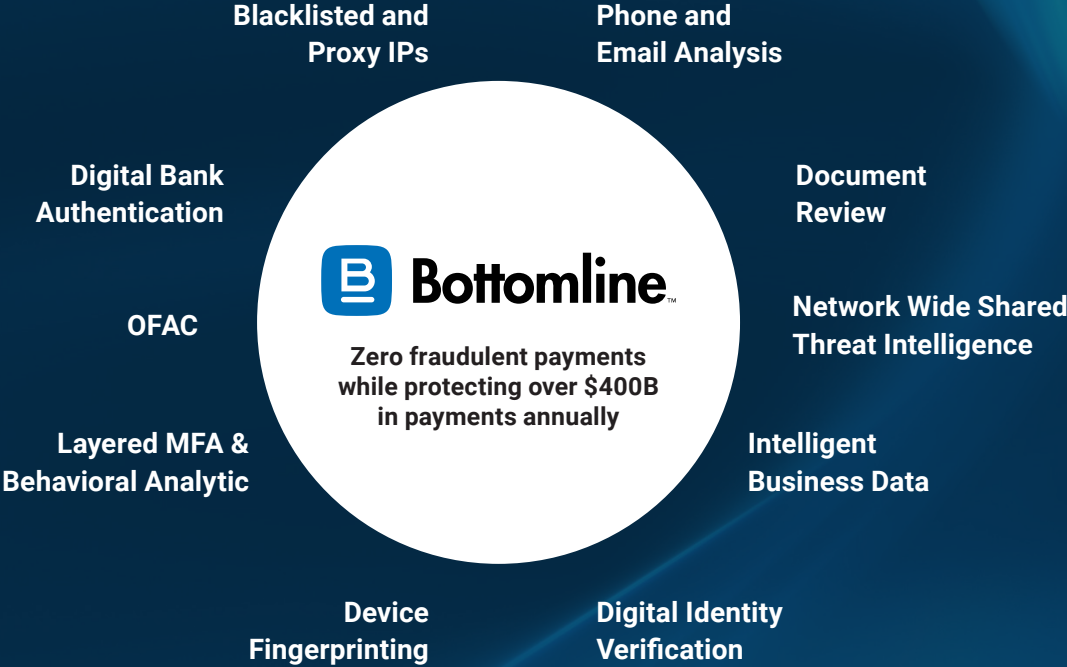 Blacklisted and
Proxy IPs
Phone and
Email Analysis
Digital Bank
Authentication
Document
Review
B
Bottomline™
OFAC
Network Wide Shared
Threat Intelligence
Zero fraudulent payments
while protecting over $400B
in payments annually
Layered MFA &
Behavioral Analytic
Intelligent
Business Data
Device
Fingerprinting
Digital Identity
Verification